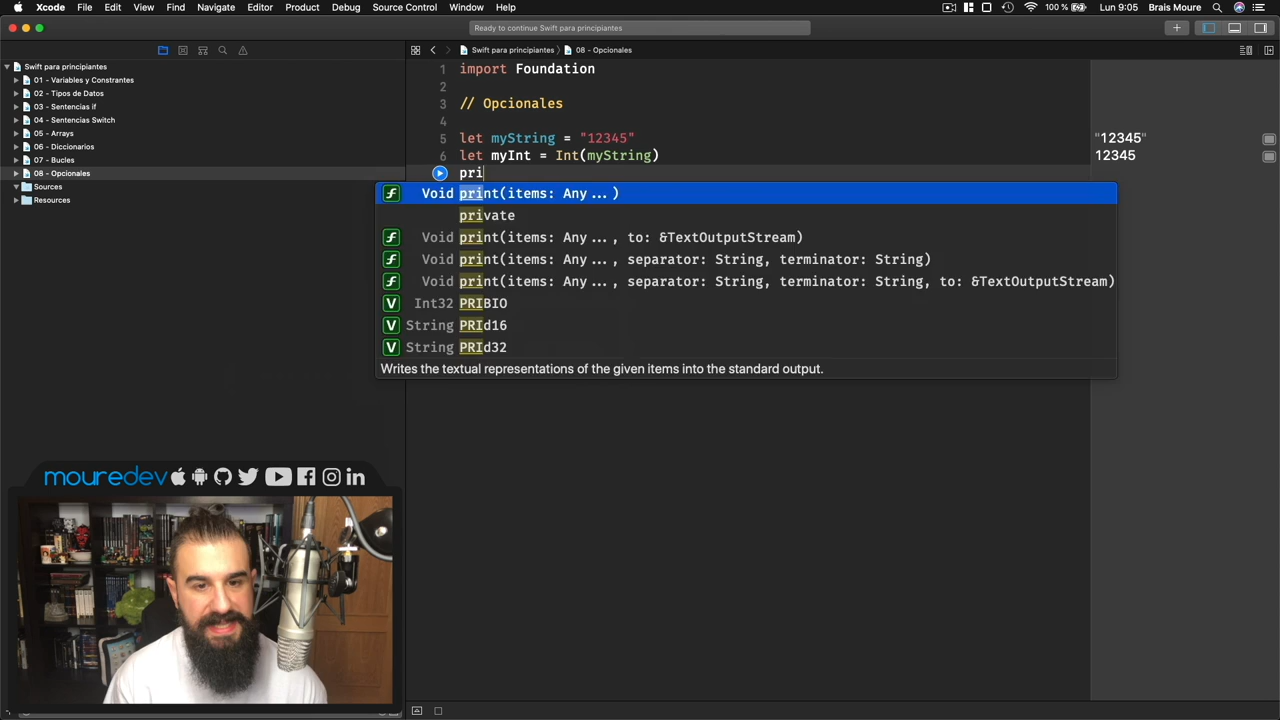 Xcode File Edit View Find Navigate Editor Product Debug Source Control Window Help
100 % Lun 9:05 Brais Moure
Ready to continue Swift para principiantes
Swift para principiantes
01 - Variables y Constrantes
02 - Tipos de Datos
03 - Sentencias if
04 - Sentencias Switch
05 - Arrays
06 - Diccionarios
07 - Bucles
08 - Opcionales
Sources
Resources
Swift para principiantes 08 - Opcionales
1 import Foundation
2
3 // Opcionales
4
5 let myString = "12345"
6 let myInt = Int(myString)
pri
"12345"
12345
Void print(items: Any...)
private
Void print(items: Any..., to: &TextOutputStream)
Void print(items: Any..., separator: String, terminator: String)
Void print(items: Any..., separator: String, terminator: String, to: &TextOutputStream)
V Int32 PRIBIO
V String PRId16
V String PRId32
Writes the textual representations of the given items into the standard output.
mouredev